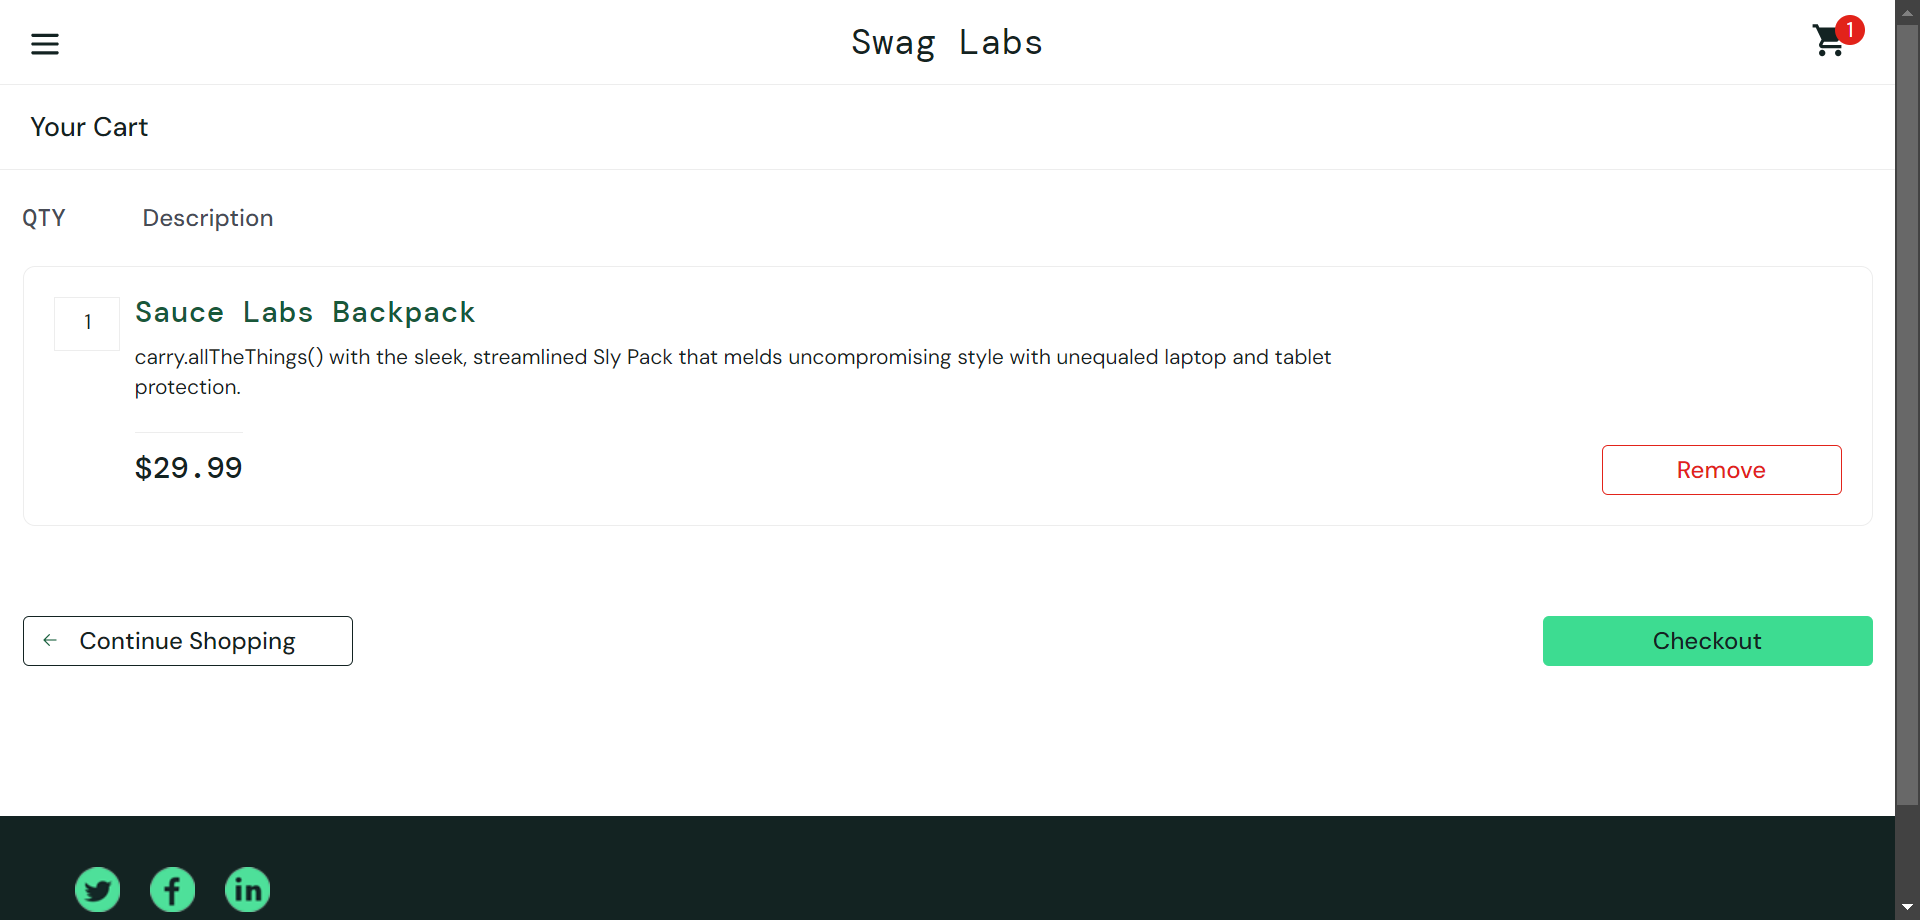 Swag Labs
1
Your Cart
QTY Description
1
Sauce Labs Backpack
carry.allTheThings() with the sleek, streamlined Sly Pack that melds uncompromising style with unequaled laptop and tablet
protection.
$29.99
Remove
Continue Shopping
Checkout